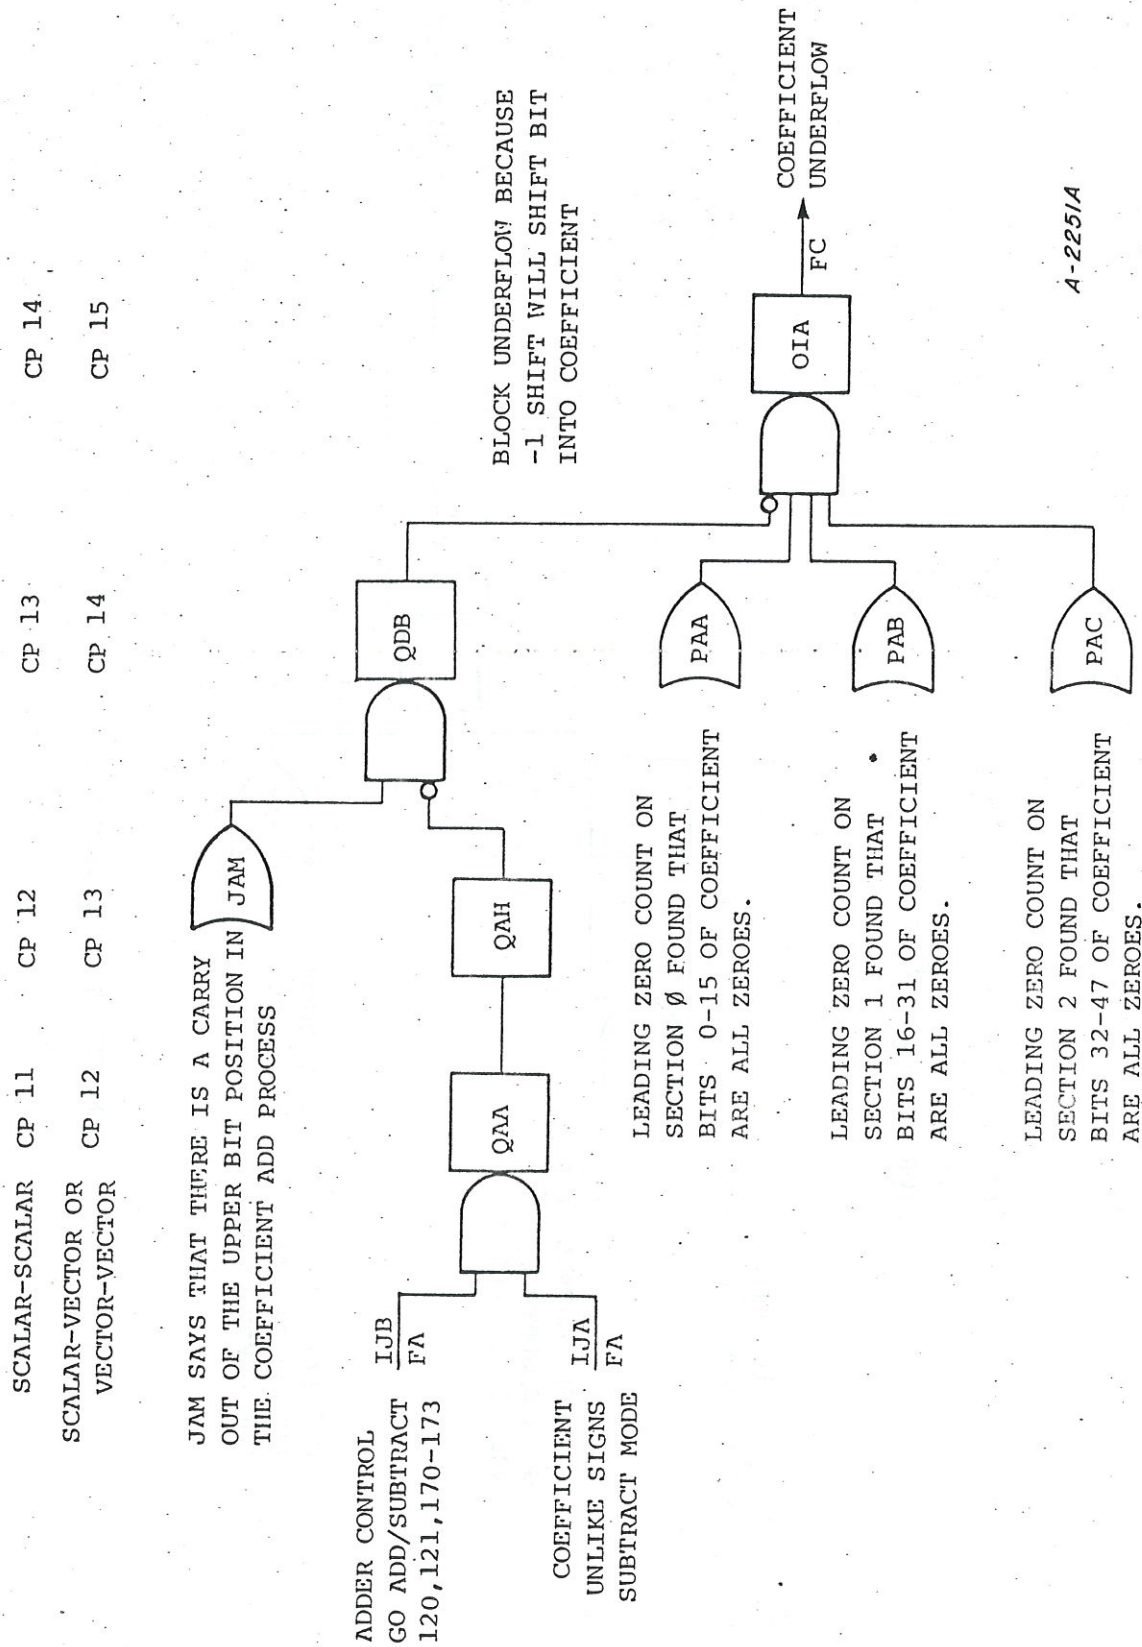 SCALAR-SCALAR CP 11 CP 12 CP 13 CP 14
SCALAR-VECTOR OR CP 12 CP 13 CP 14 CP 15
VECTOR-VECTOR
JAM SAYS THAT THERE IS A CARRY
OUT OF THE UPPER BIT POSITION IN
THE COEFFICIENT ADD PROCESS
JAM
ADDER CONTROL
GO ADD/SUBTRACT
120,121,170-173
IJB
FA
COEFFICIENT
UNLIKE SIGNS
SUBTRACT MODE
IJA
FA
QAA
QAH
QDB
BLOCK UNDERFLOW BECAUSE
-1 SHIFT WILL SHIFT BIT
INTO COEFFICIENT
LEADING ZERO COUNT ON
SECTION Ø FOUND THAT
BITS 0-15 OF COEFFICIENT
ARE ALL ZEROES.
PAA
LEADING ZERO COUNT ON
SECTION 1 FOUND THAT
BITS 16-31 OF COEFFICIENT
ARE ALL ZEROES.
PAB
LEADING ZERO COUNT ON
SECTION 2 FOUND THAT
BITS 32-47 OF COEFFICIENT
ARE ALL ZEROES.
PAC
OIA
FC
COEFFICIENT
UNDERFLOW
A-2251A